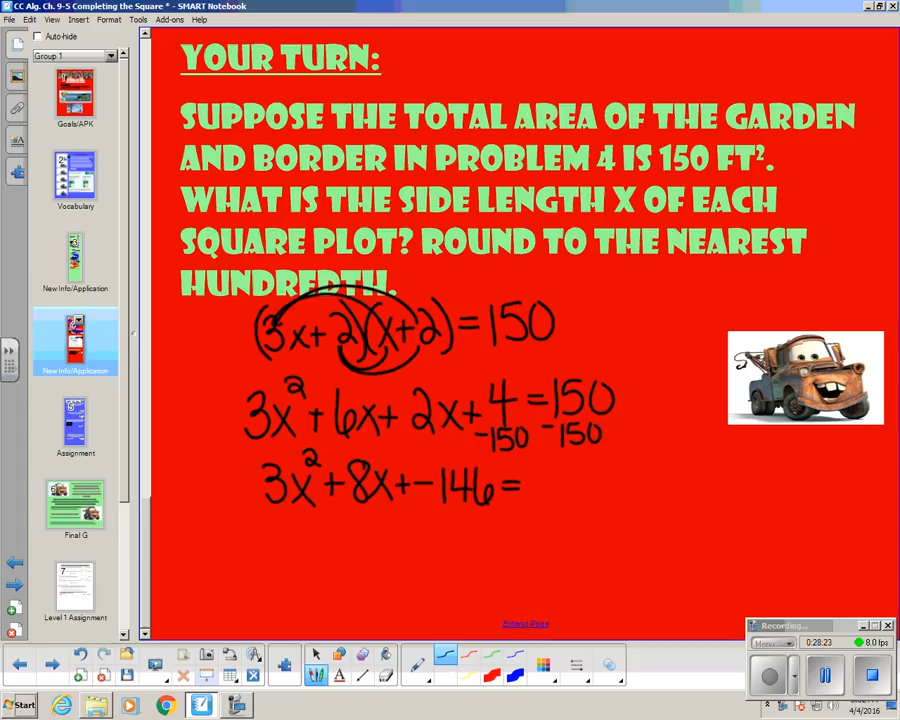 CC Alg. Ch. 9-5 Completing the Square * - SMART Notebook
File Edit View Insert Format Tools Add-ons Help
Auto-hide
Group 1
Goals/APK
Vocabulary
New Info/Application
New Info/Application
Assignment
Final G
Level 1 Assignment
YOUR TURN:
SUPPOSE THE TOTAL AREA OF THE GARDEN
AND BORDER IN PROBLEM 4 IS 150 FT².
WHAT IS THE SIDE LENGTH X OF EACH
SQUARE PLOT? ROUND TO THE NEAREST
HUNDREDTH.
(3x+2)(x+2)=150
3x²+6x+2x+4=150
-150 -150
3x²+8x+-146=
Extend Page
Recording...
Menu
00:28:23
8.0 fps
Start
4/4/2016